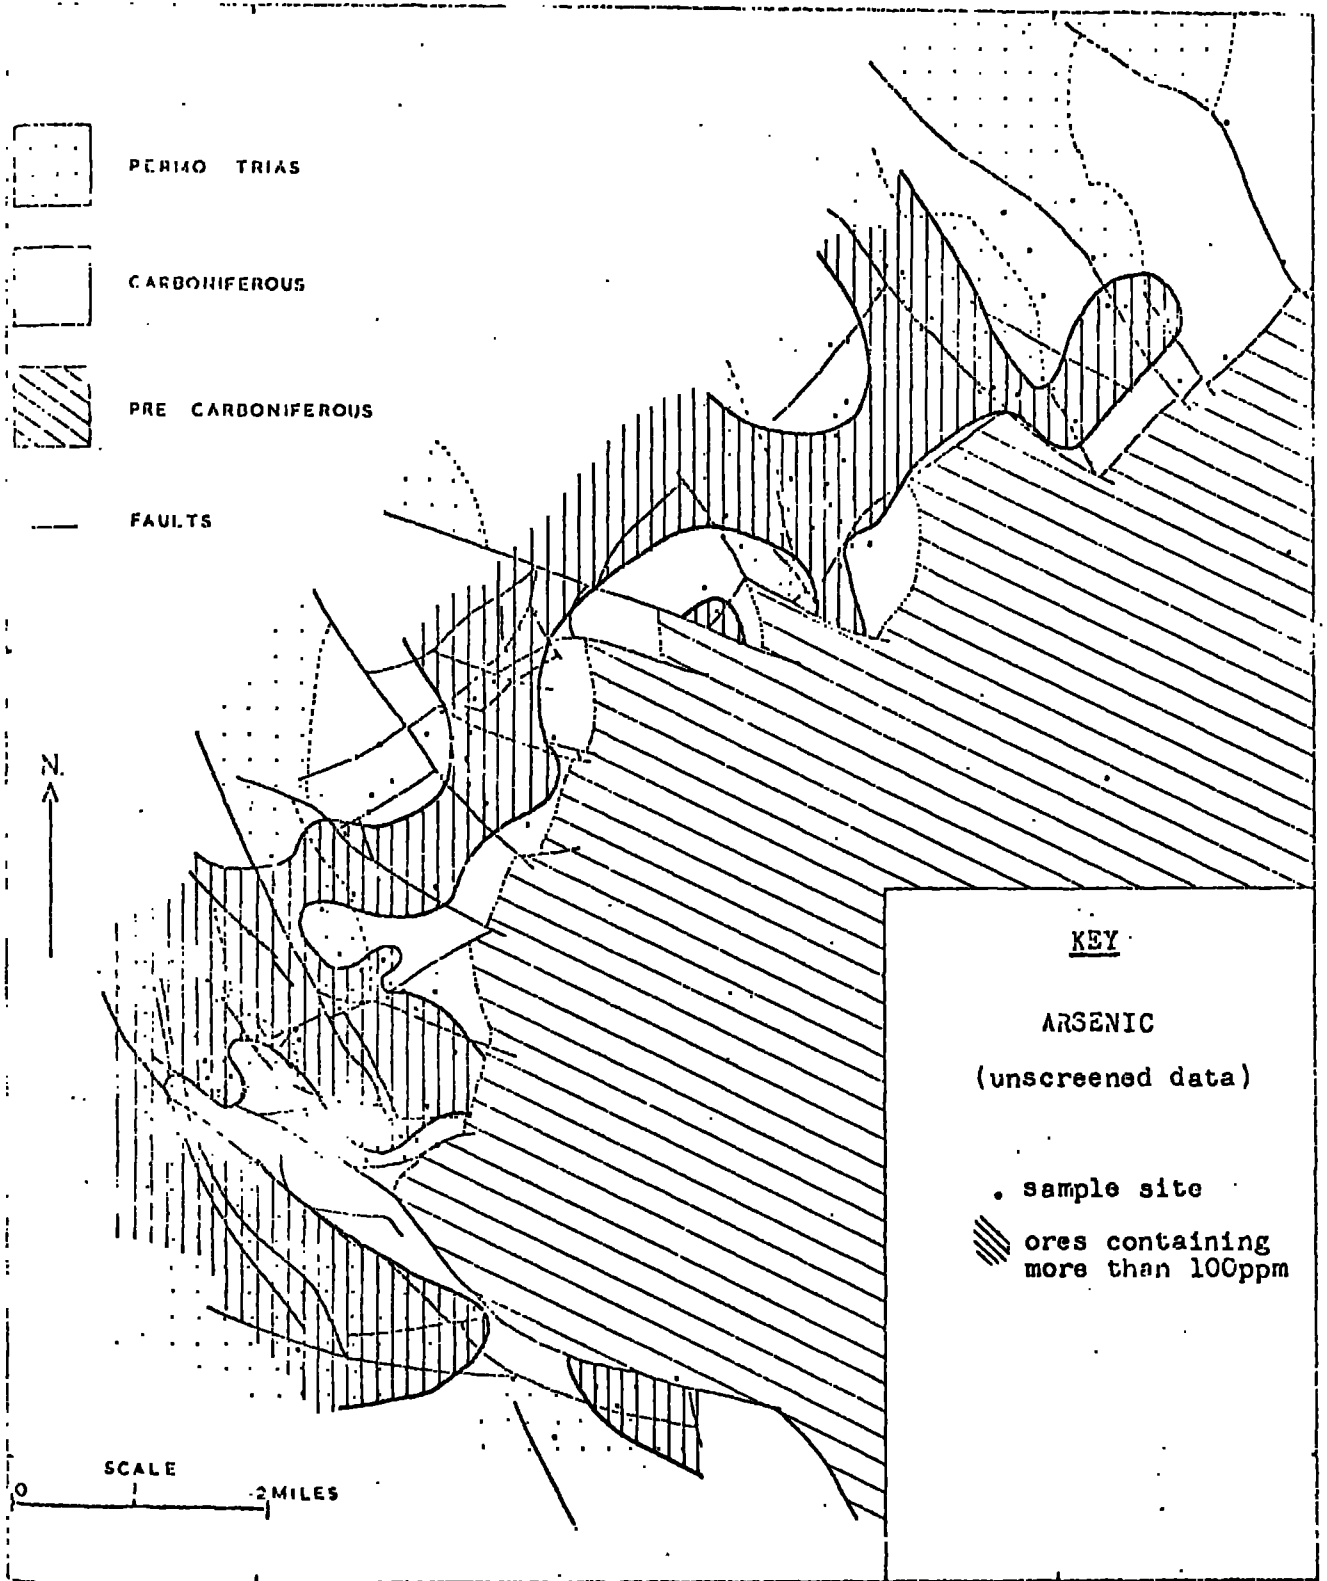 PERMO TRIAS
CARBONIFEROUS
PRE CARBONIFEROUS
FAULTS
N.
KEY
ARSENIC
(unscreened data)
sample site
ores containing
more than 100ppm
SCALE
0 2 MILES